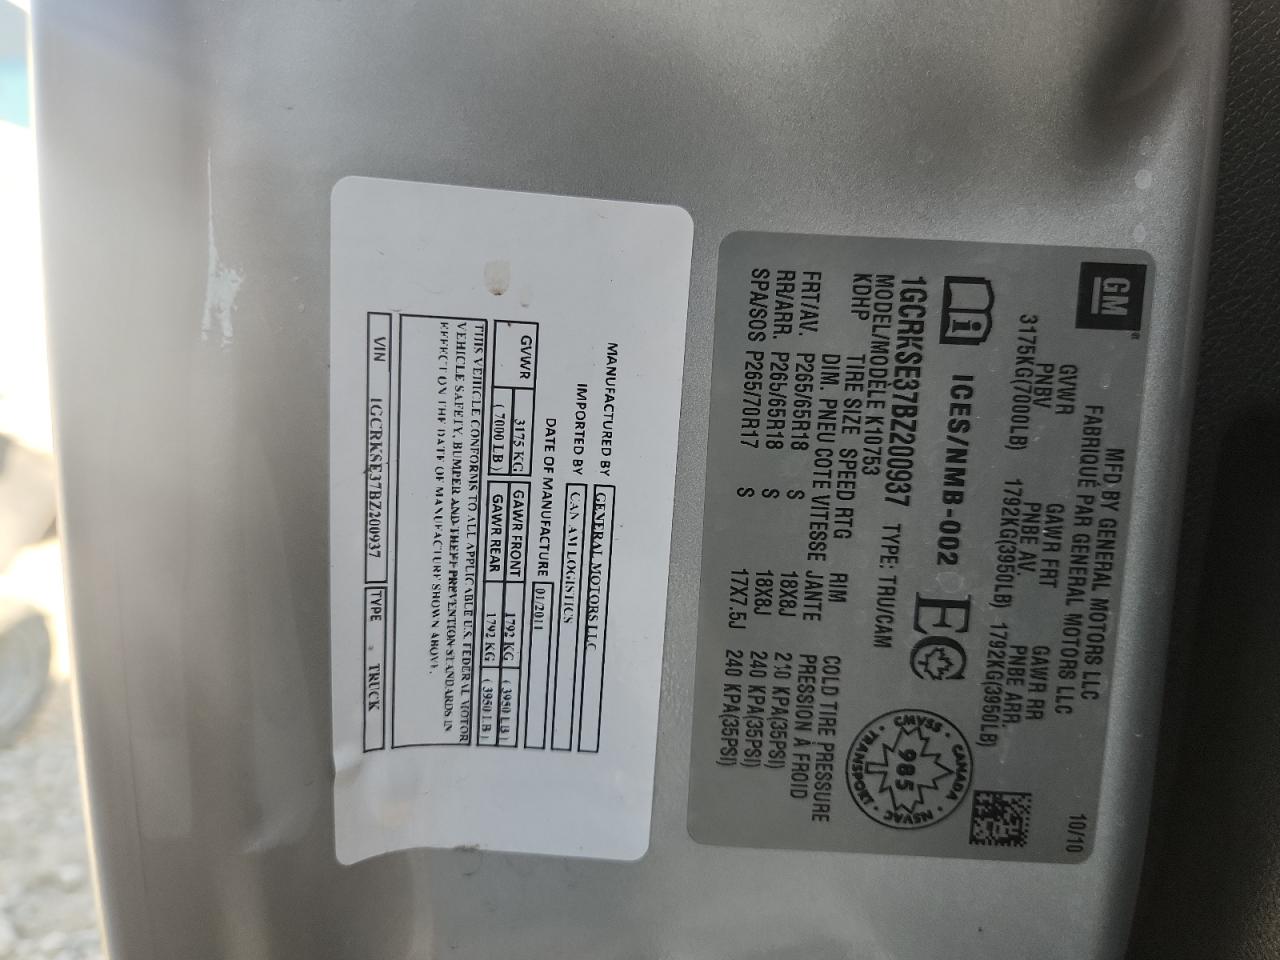 GM
MFD BY GENERAL MOTORS LLC 10/10
FABRIQUÉ PAR GENERAL MOTORS LLC
GVWR GAWR FRT GAWR RR
PNBV PNBE AV. PNBE ARR.
3175KG(7000LB) 1792KG(3950LB) 1792KG(3950LB)
i ICES/NMB-002
CMVSS • CANADA • NSVAC • TRANSPORT •
985
1GCRKSE37BZ200937 TYPE: TRU/CAM
MODEL/MODÈLE K10753
KDHP
TIRE SIZE SPEED RTG RIM COLD TIRE PRESSURE
DIM. PNEU COTE VITESSE JANTE PRESSION À FROID
FRT/AV. P265/65R18 S 18X8J 240 KPA(35PSI)
RR/ARR. P265/65R18 S 18X8J 240 KPA(35PSI)
SPA/SOS P265/70R17 S 17X7.5J 240 KPA(35PSI)
MANUFACTURED BY GENERAL MOTORS LLC
IMPORTED BY CAN AM LOGISTICS
DATE OF MANUFACTURE 01/2011
GVWR 3175 KG GAWR FRONT 1792 KG ( 3950 LB )
( 7000 LB ) GAWR REAR 1792 KG ( 3950 LB )
THIS VEHICLE CONFORMS TO ALL APPLICABLE U.S. FEDERAL MOTOR
VEHICLE SAFETY, BUMPER AND THEFT PREVENTION STANDARDS IN
EFFECT ON THE DATE OF MANUFACTURE SHOWN ABOVE.
VIN 1GCRKSE37BZ200937 TYPE TRUCK